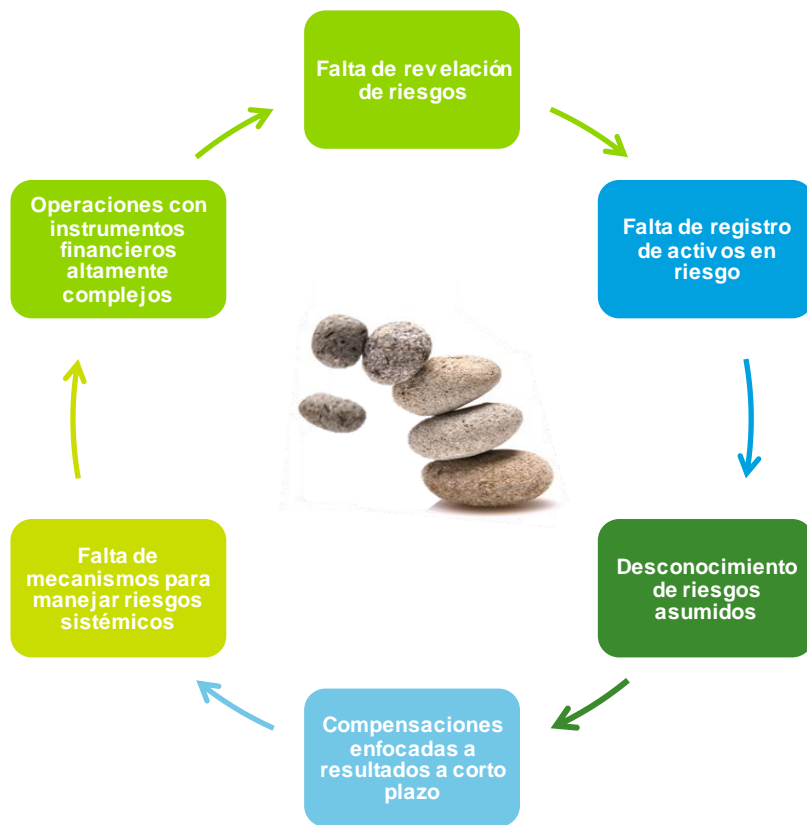 Falta de revelación
de riesgos
Falta de registro
de activos en
riesgo
Desconocimiento
de riesgos
asumidos
Compensaciones
enfocadas a
resultados a corto
plazo
Falta de
mecanismos para
manejar riesgos
sistémicos
Operaciones con
instrumentos
financieros
altamente
complejos